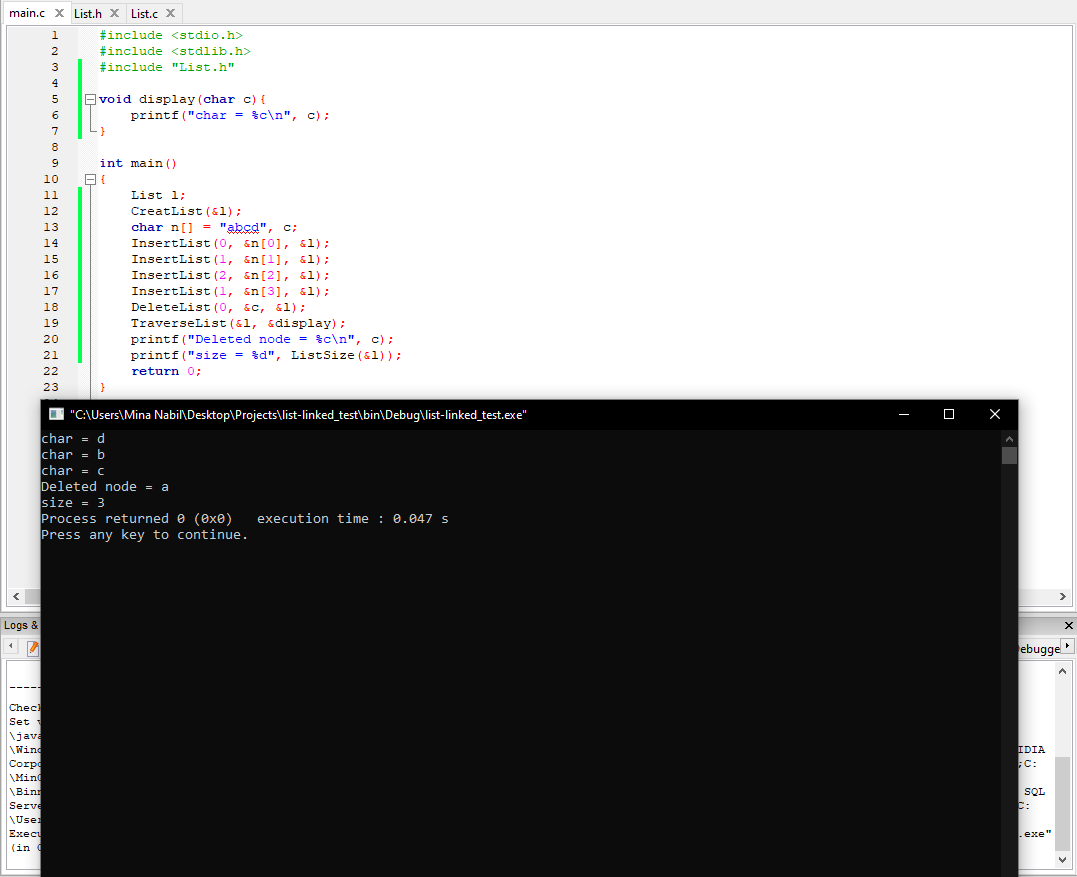 main.c X List.h X List.c X
1 #include <stdio.h>
2 #include <stdlib.h>
3 #include "List.h"
4
5 void display(char c){
6 printf("char = %c\n", c);
7 }
8
9 int main()
10 {
11 List l;
12 CreatList(&l);
13 char n[] = "abcd", c;
14 InsertList(0, &n[0], &l);
15 InsertList(1, &n[1], &l);
16 InsertList(2, &n[2], &l);
17 InsertList(1, &n[3], &l);
18 DeleteList(0, &c, &l);
19 TraverseList(&l, &display);
20 printf("Deleted node = %c\n", c);
21 printf("size = %d", ListSize(&l));
22 return 0;
23 }
"C:\Users\Mina Nabil\Desktop\Projects\list-linked_test\bin\Debug\list-linked_test.exe"
char = d
char = b
char = c
Deleted node = a
size = 3
Process returned 0 (0x0) execution time : 0.047 s
Press any key to continue.
Logs &
ebugge
-----
Check
Set v
\java
\Wind IDIA
Corpo ;C:
\MinG
\Binn SQL
Serve C:
\User
Execu .exe"
(in C